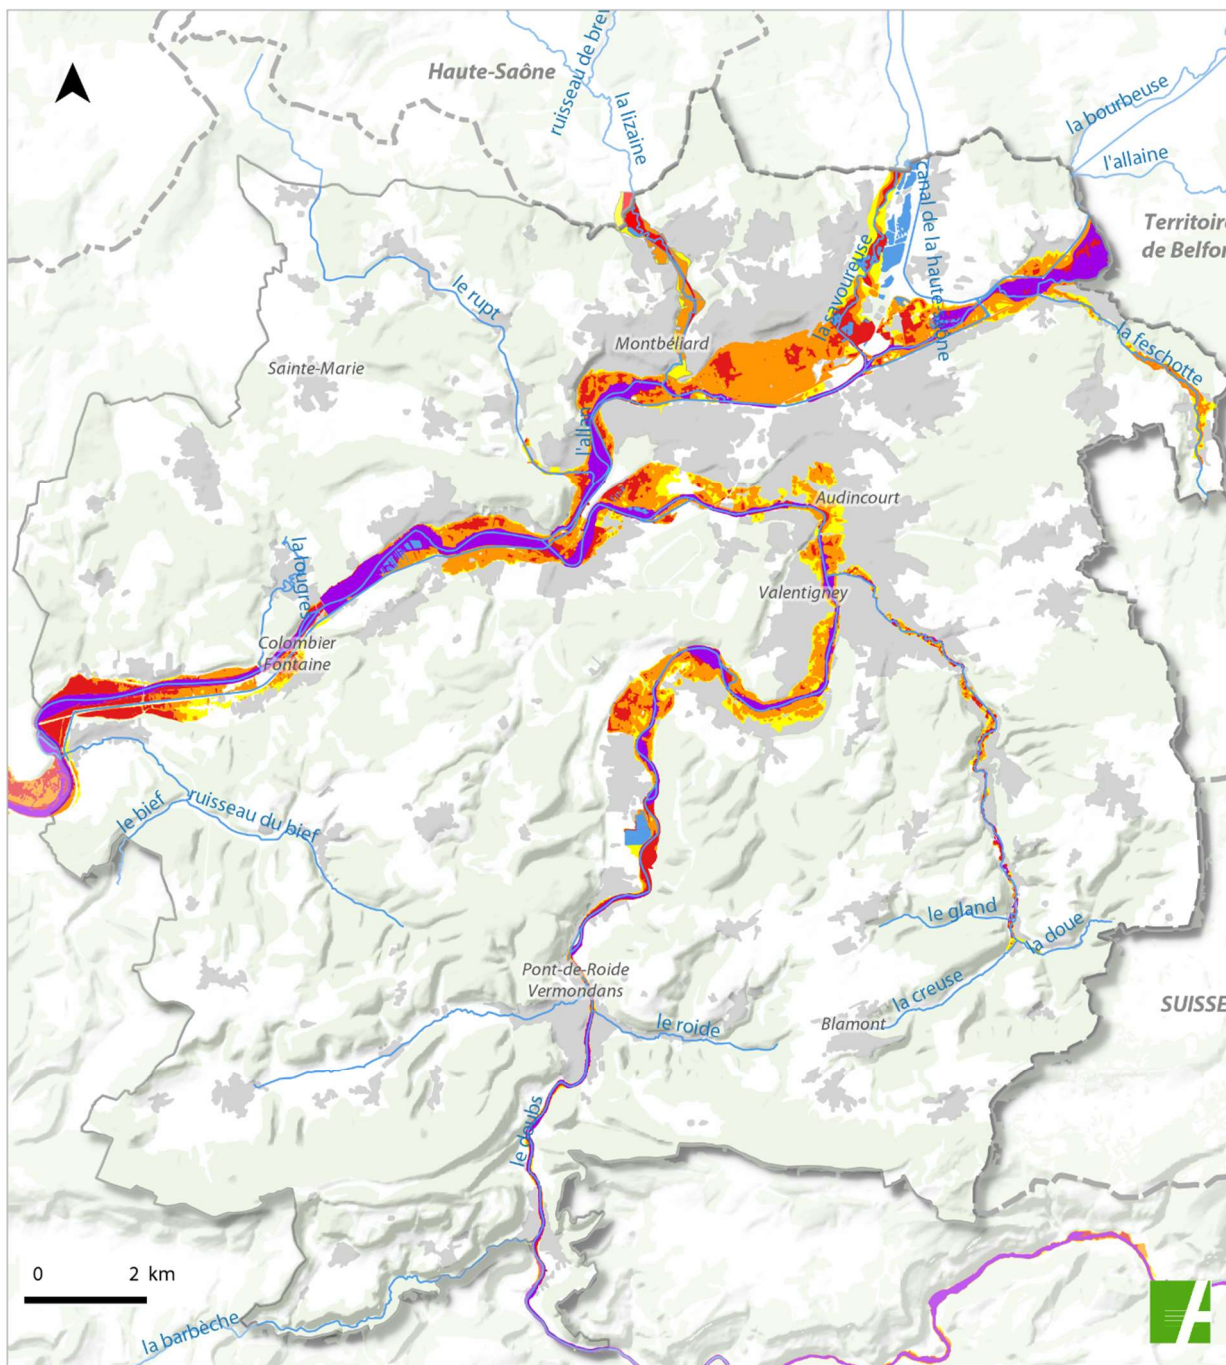 Haute-Saône
ruisseau de bre
la lizaine
la bourbeuse
l'allaine
canal de la haute saône
Territoire
de Belfor
la savoureuse
le rupt
Montbéliard
la feschotte
Sainte-Marie
l'allan
Audincourt
la lougres
Valentigney
Colombier
Fontaine
le bief
ruisseau du bief
le gland
la doue
Pont-de-Roide
Vermondans
la creuse
SUISSE
le roide
Blamont
le doubs
0 2 km
la barbèche